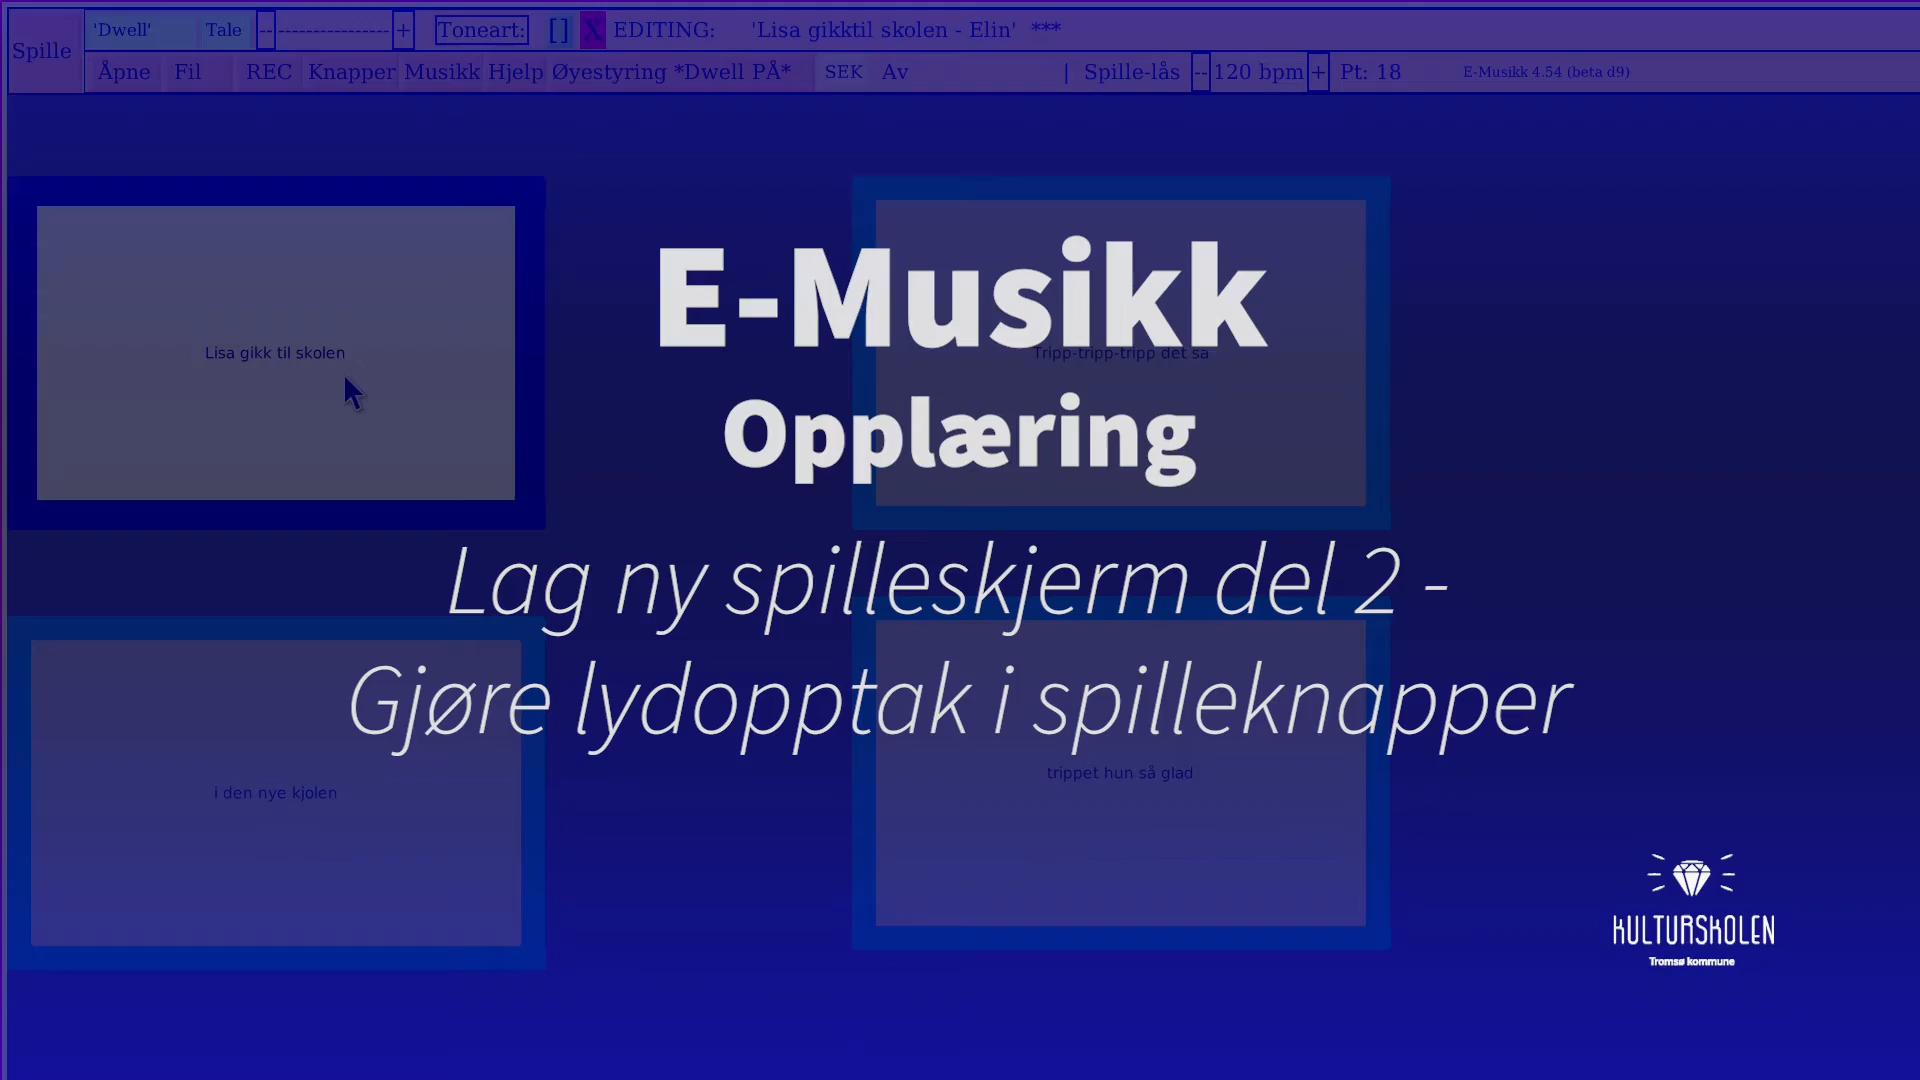 Spille
'Dwell' Tale -- ---------------- + Toneart: [] X EDITING: 'Lisa gikktil skolen - Elin' ***
Åpne Fil REC Knapper Musikk Hjelp Øyestyring *Dwell PÅ* SEK Av | Spille-lås -- 120 bpm + Pt: 18 E-Musikk 4.54 (beta d9)
E-Musikk
Lisa gikk til skolen
Tripp-tripp-tripp det sa
Opplæring
Lag ny spilleskjerm del 2 -
Gjøre lydopptak i spilleknapper
i den nye kjolen
trippet hun så glad
KULTURSKOLEN
Tromsø kommune